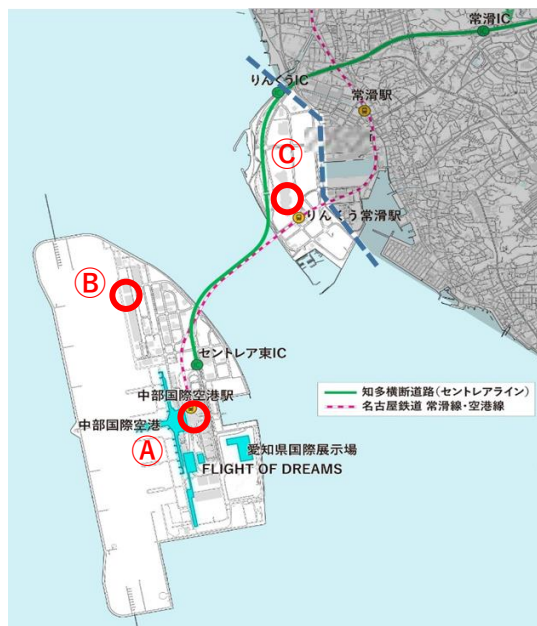 常滑IC
りんくうIC
常滑駅
Ⓒ
りんくう常滑駅
Ⓑ
セントレア東IC
知多横断道路(セントレアライン)
名古屋鉄道 常滑線・空港線
中部国際空港駅
中部国際空港
Ⓐ
愛知県国際展示場
FLIGHT OF DREAMS